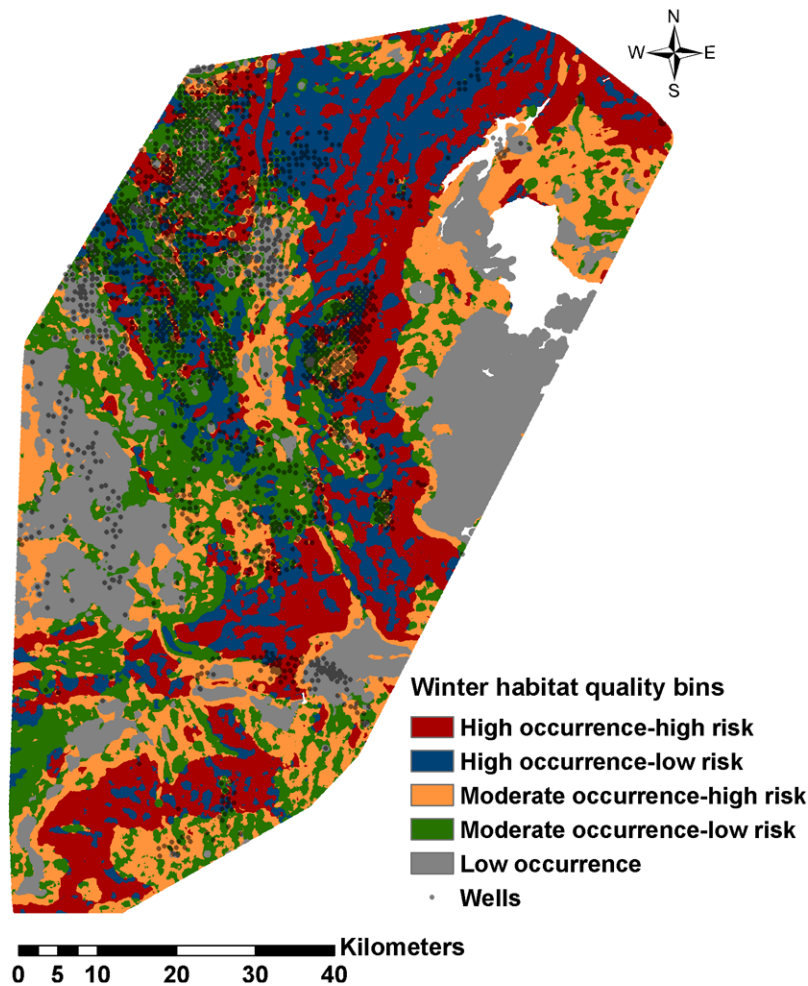 N
W E
S
Winter habitat quality bins
High occurrence-high risk
High occurrence-low risk
Moderate occurrence-high risk
Moderate occurrence-low risk
Low occurrence
Wells
Kilometers
0 5 10 20 30 40